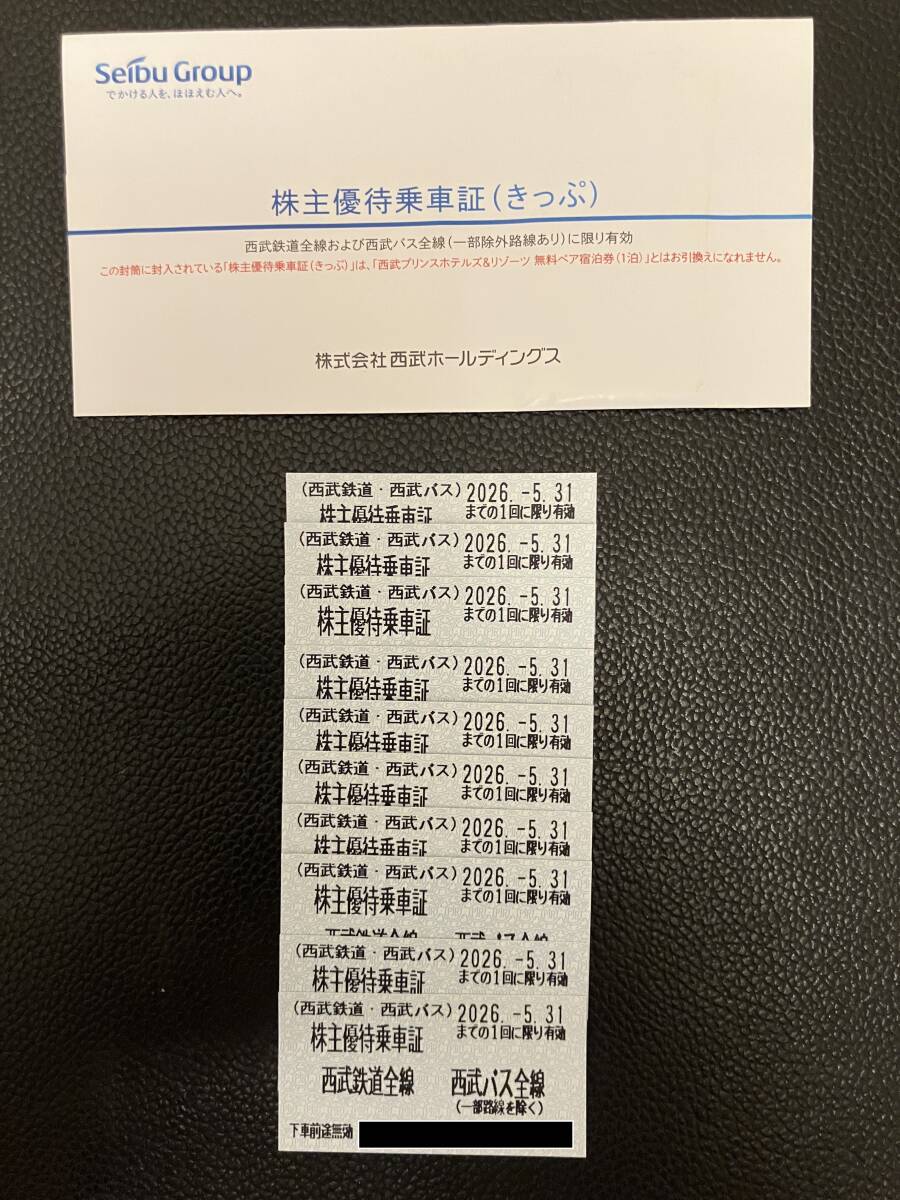 Seibu Group
でかける人を、ほほえむ人へ。
株主優待乗車証(きっぷ)
西武鉄道全線および西武バス全線(一部除外路線あり)に限り有効
この封筒に封入されている「株主優待乗車証(きっぷ)」は、「西武プリンスホテルズ&リゾーツ 無料ペア宿泊券(1泊)」とはお引換えになれません。
株式会社西武ホールディングス
(西武鉄道・西武バス) 2026.-5.31
株主優待乗車証 までの1回に限り有効
(西武鉄道・西武バス) 2026.-5.31
株主優待乗車証 までの1回に限り有効
(西武鉄道・西武バス) 2026.-5.31
株主優待乗車証 までの1回に限り有効
(西武鉄道・西武バス) 2026.-5.31
株主優待乗車証 までの1回に限り有効
(西武鉄道・西武バス) 2026.-5.31
株主優待乗車証 までの1回に限り有効
(西武鉄道・西武バス) 2026.-5.31
株主優待乗車証 までの1回に限り有効
(西武鉄道・西武バス) 2026.-5.31
株主優待乗車証 までの1回に限り有効
(西武鉄道・西武バス) 2026.-5.31
株主優待乗車証 までの1回に限り有効
西武鉄道全線 西武バス全線
(西武鉄道・西武バス) 2026.-5.31
株主優待乗車証 までの1回に限り有効
(西武鉄道・西武バス) 2026.-5.31
株主優待乗車証 までの1回に限り有効
西武鉄道全線 西武バス全線
(一部路線を除く)
下車前途無効